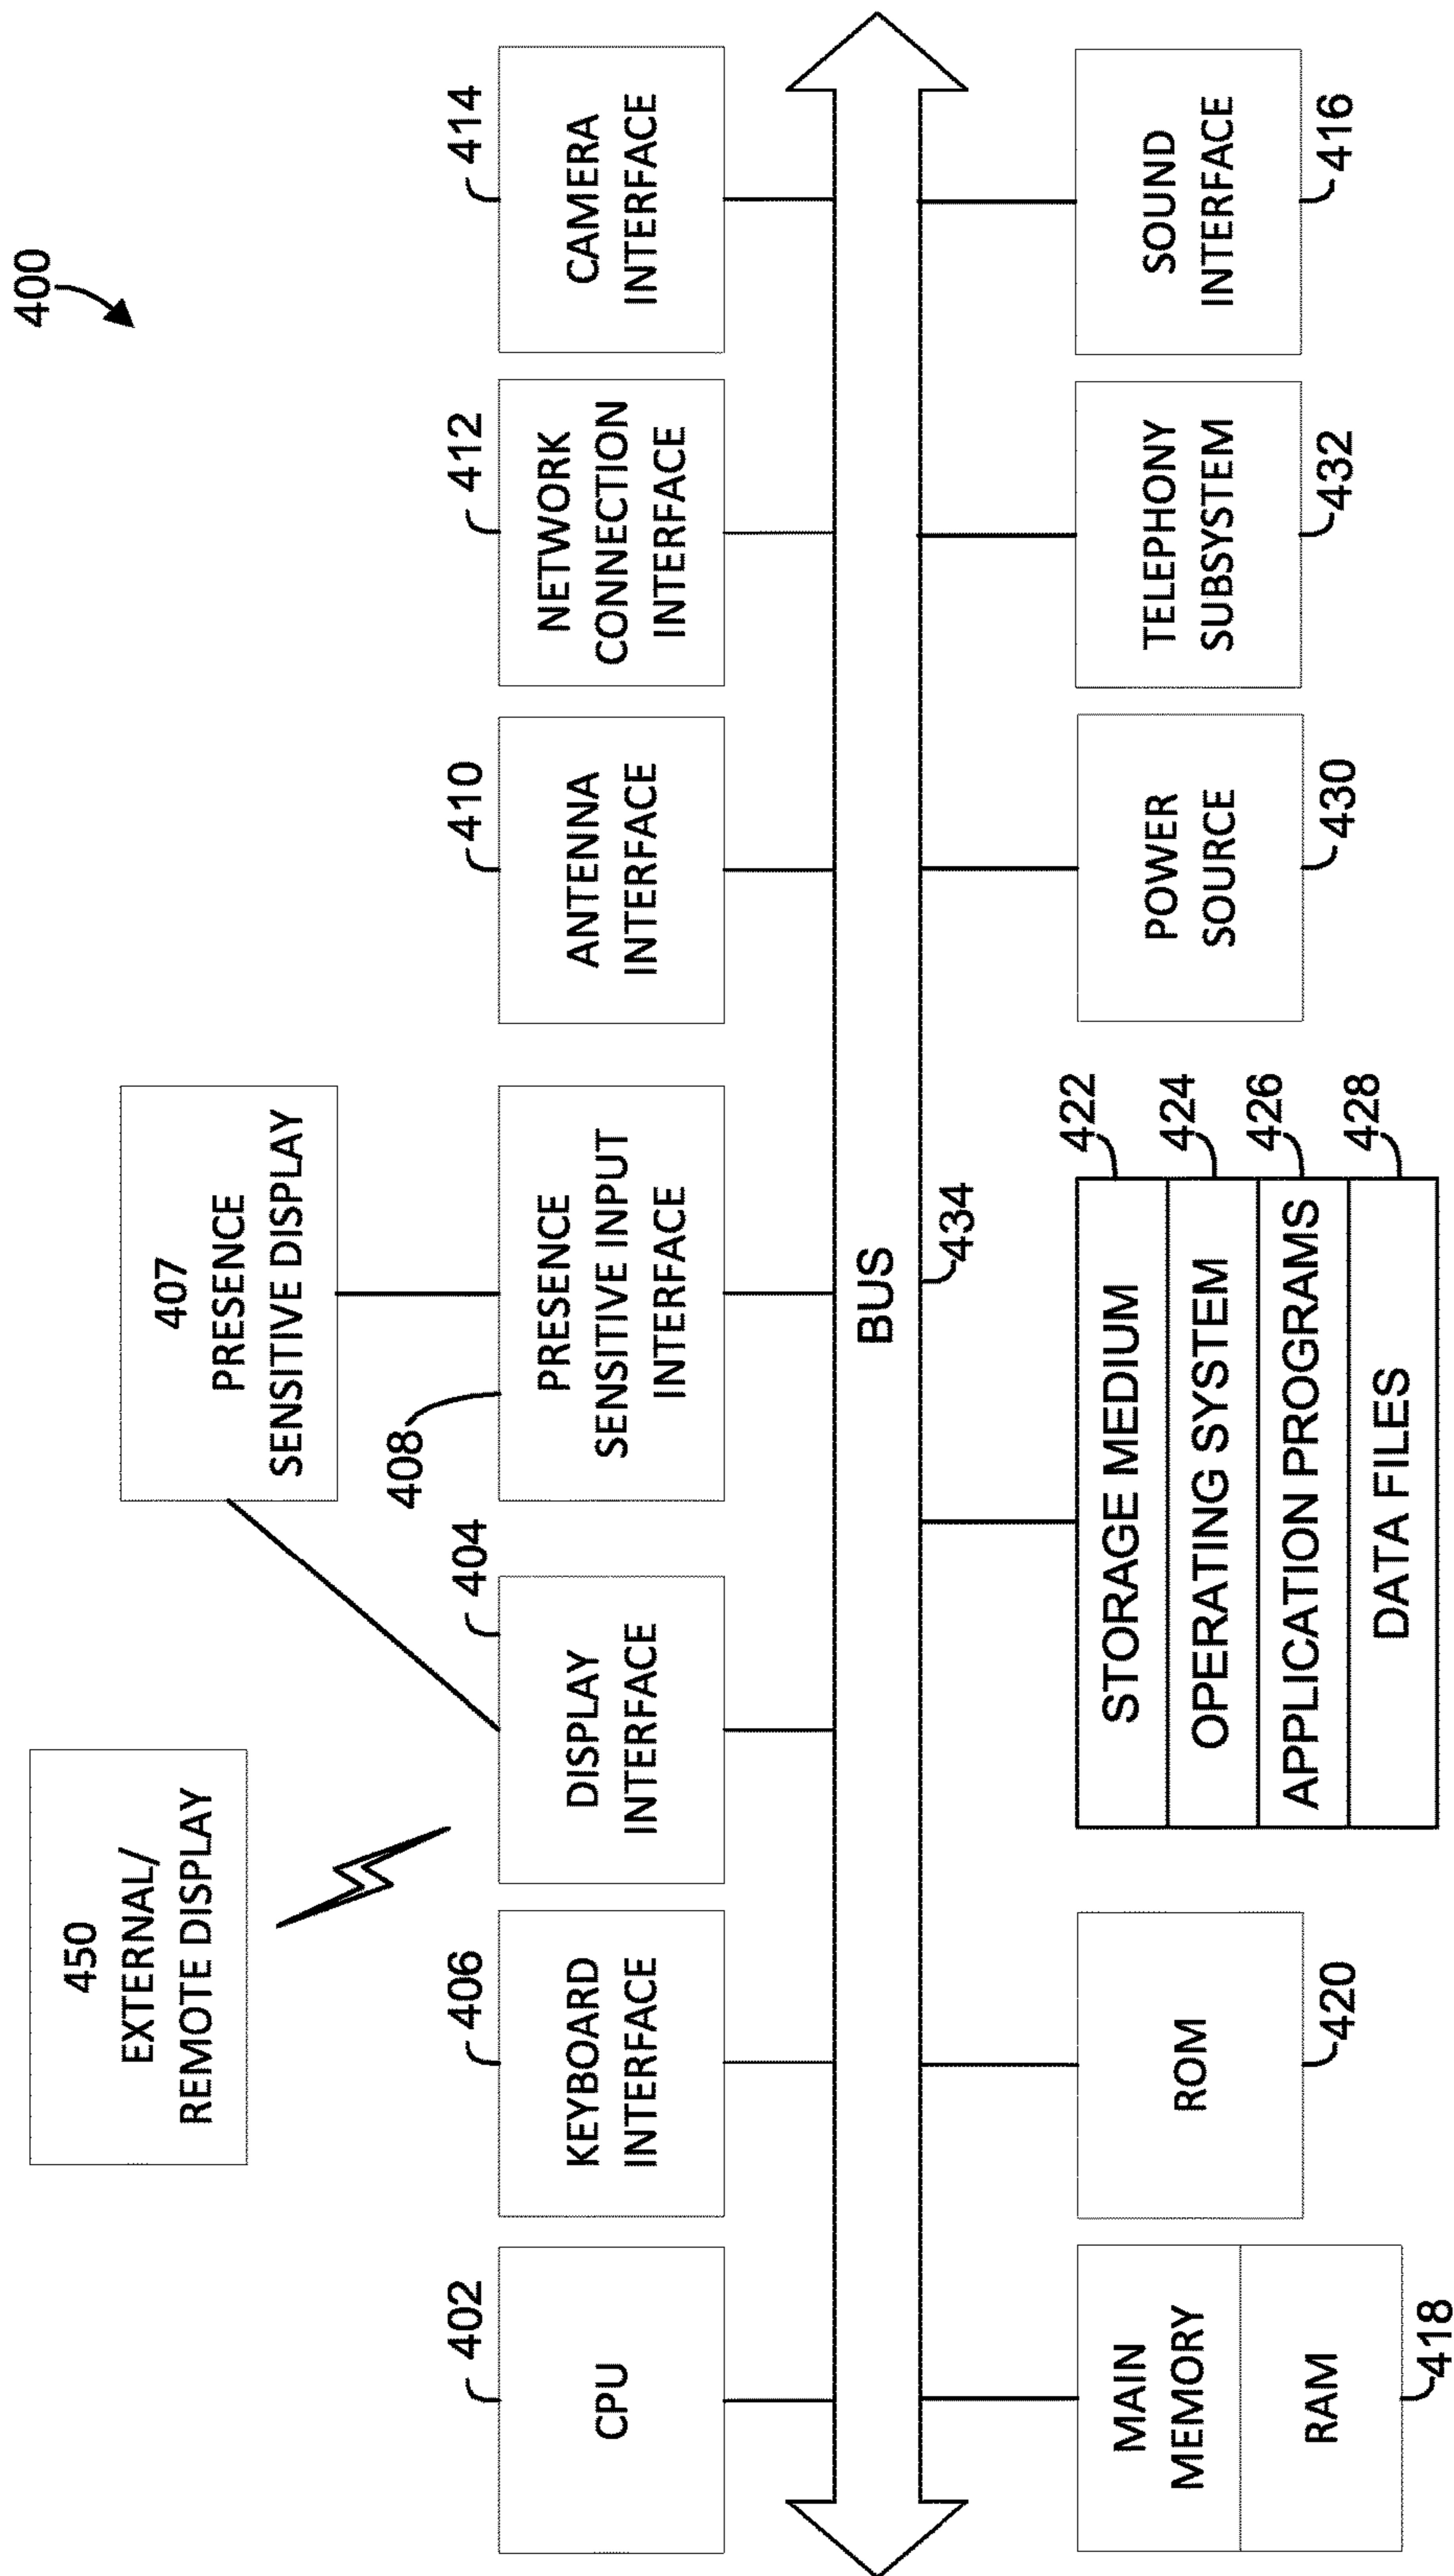 400
450
EXTERNAL/
REMOTE DISPLAY
407
PRESENCE
SENSITIVE DISPLAY
402
CPU
406
KEYBOARD
INTERFACE
404
DISPLAY
INTERFACE
408
PRESENCE
SENSITIVE INPUT
INTERFACE
410
ANTENNA
INTERFACE
412
NETWORK
CONNECTION
INTERFACE
414
CAMERA
INTERFACE
BUS
434
MAIN
MEMORY
RAM
418
ROM
420
STORAGE MEDIUM
422
OPERATING SYSTEM
424
APPLICATION PROGRAMS
426
DATA FILES
428
POWER
SOURCE
430
TELEPHONY
SUBSYSTEM
432
SOUND
INTERFACE
416